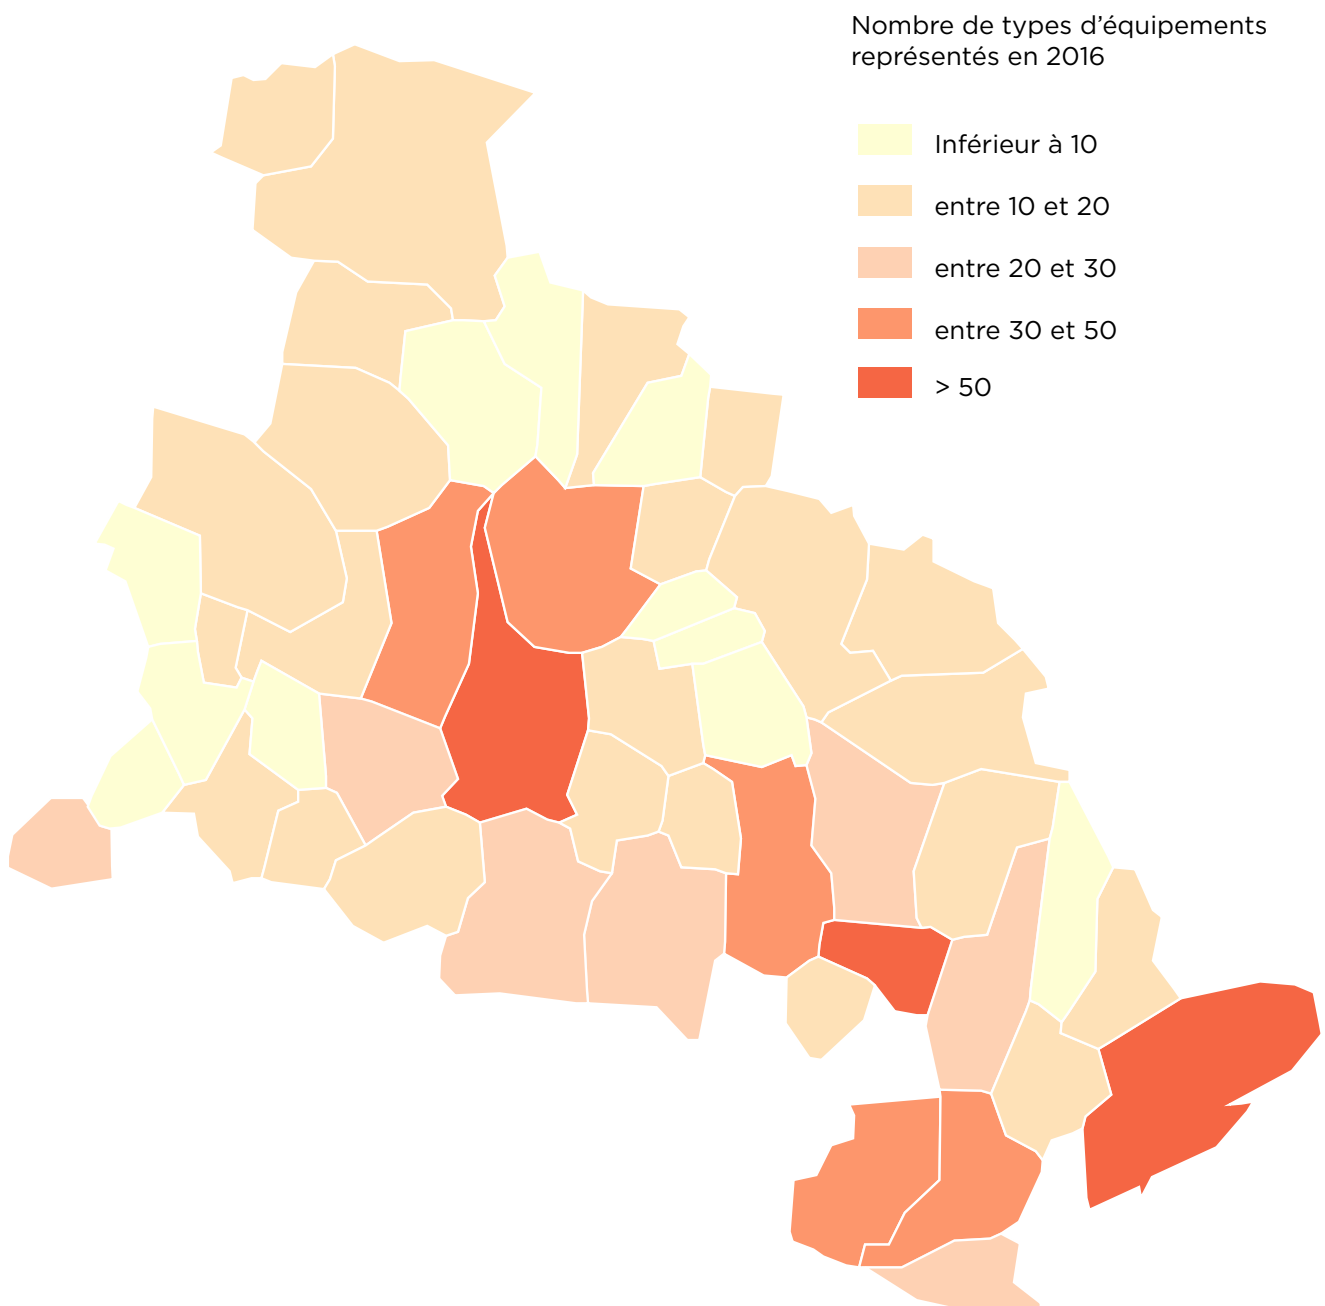 Nombre de types d’équipements
représentés en 2016
Inférieur à 10
entre 10 et 20
entre 20 et 30
entre 30 et 50
> 50